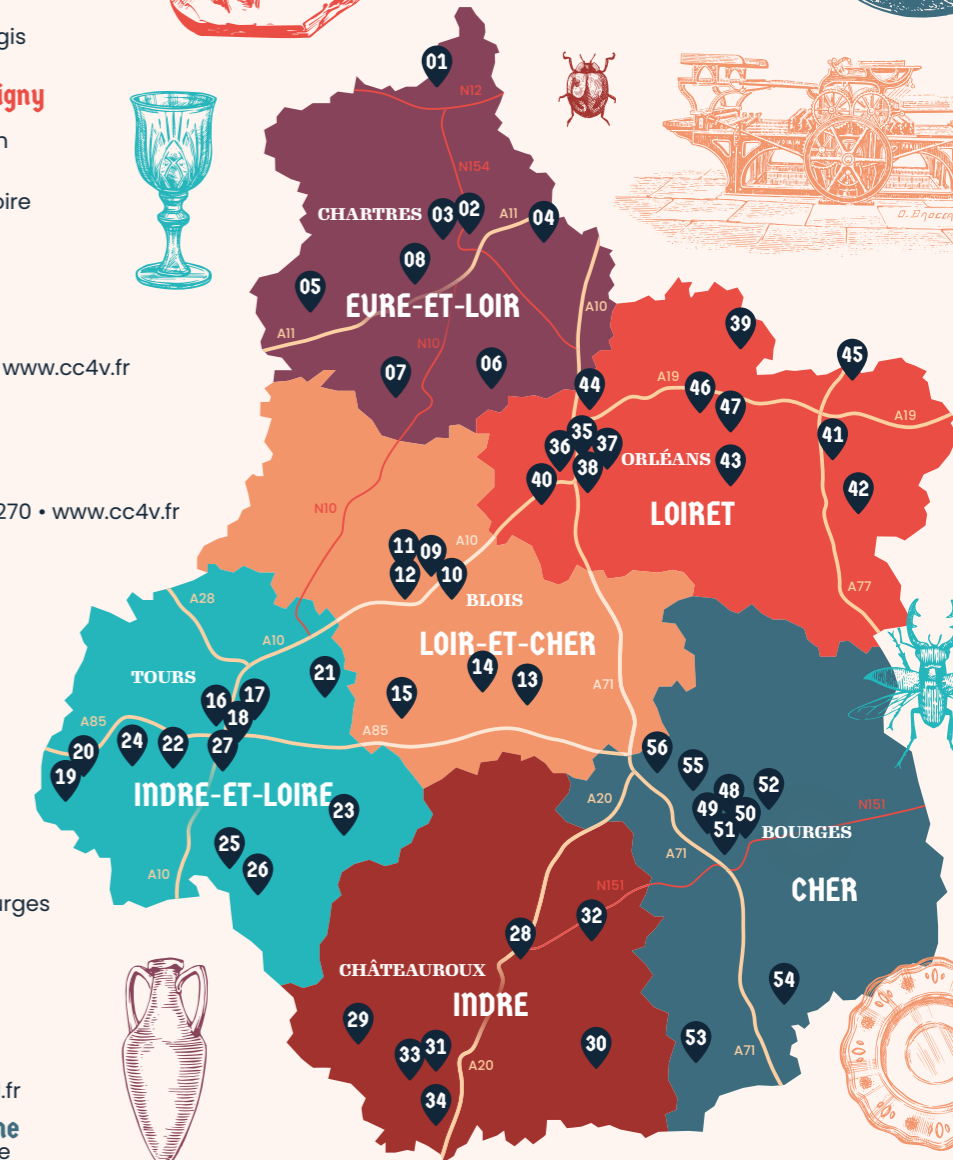 gis
igny
n
oire
www.cc4v.fr
270 • www.cc4v.fr
urges
l.fr
ne
e
01
N12
N154
CHARTRES
03
02
A11
04
08
05
EURE-ET-LOIR
A10
A11
N10
07
06
39
45
44
A19
46
47
A19
35
36
37
41
ORLÉANS
43
38
40
42
LOIRET
N10
A10
11
09
12
10
BLOIS
A77
A28
A10
LOIR-ET-CHER
TOURS
21
14
13
15
A71
16
17
18
A85
A85
20
24
22
27
19
56
55
INDRE-ET-LOIRE
23
A20
48
52
49
50
51
N151
BOURGES
25
26
A71
A10
N151
CHER
32
28
CHÂTEAUROUX
INDRE
54
29
33
31
30
53
A71
A20
34